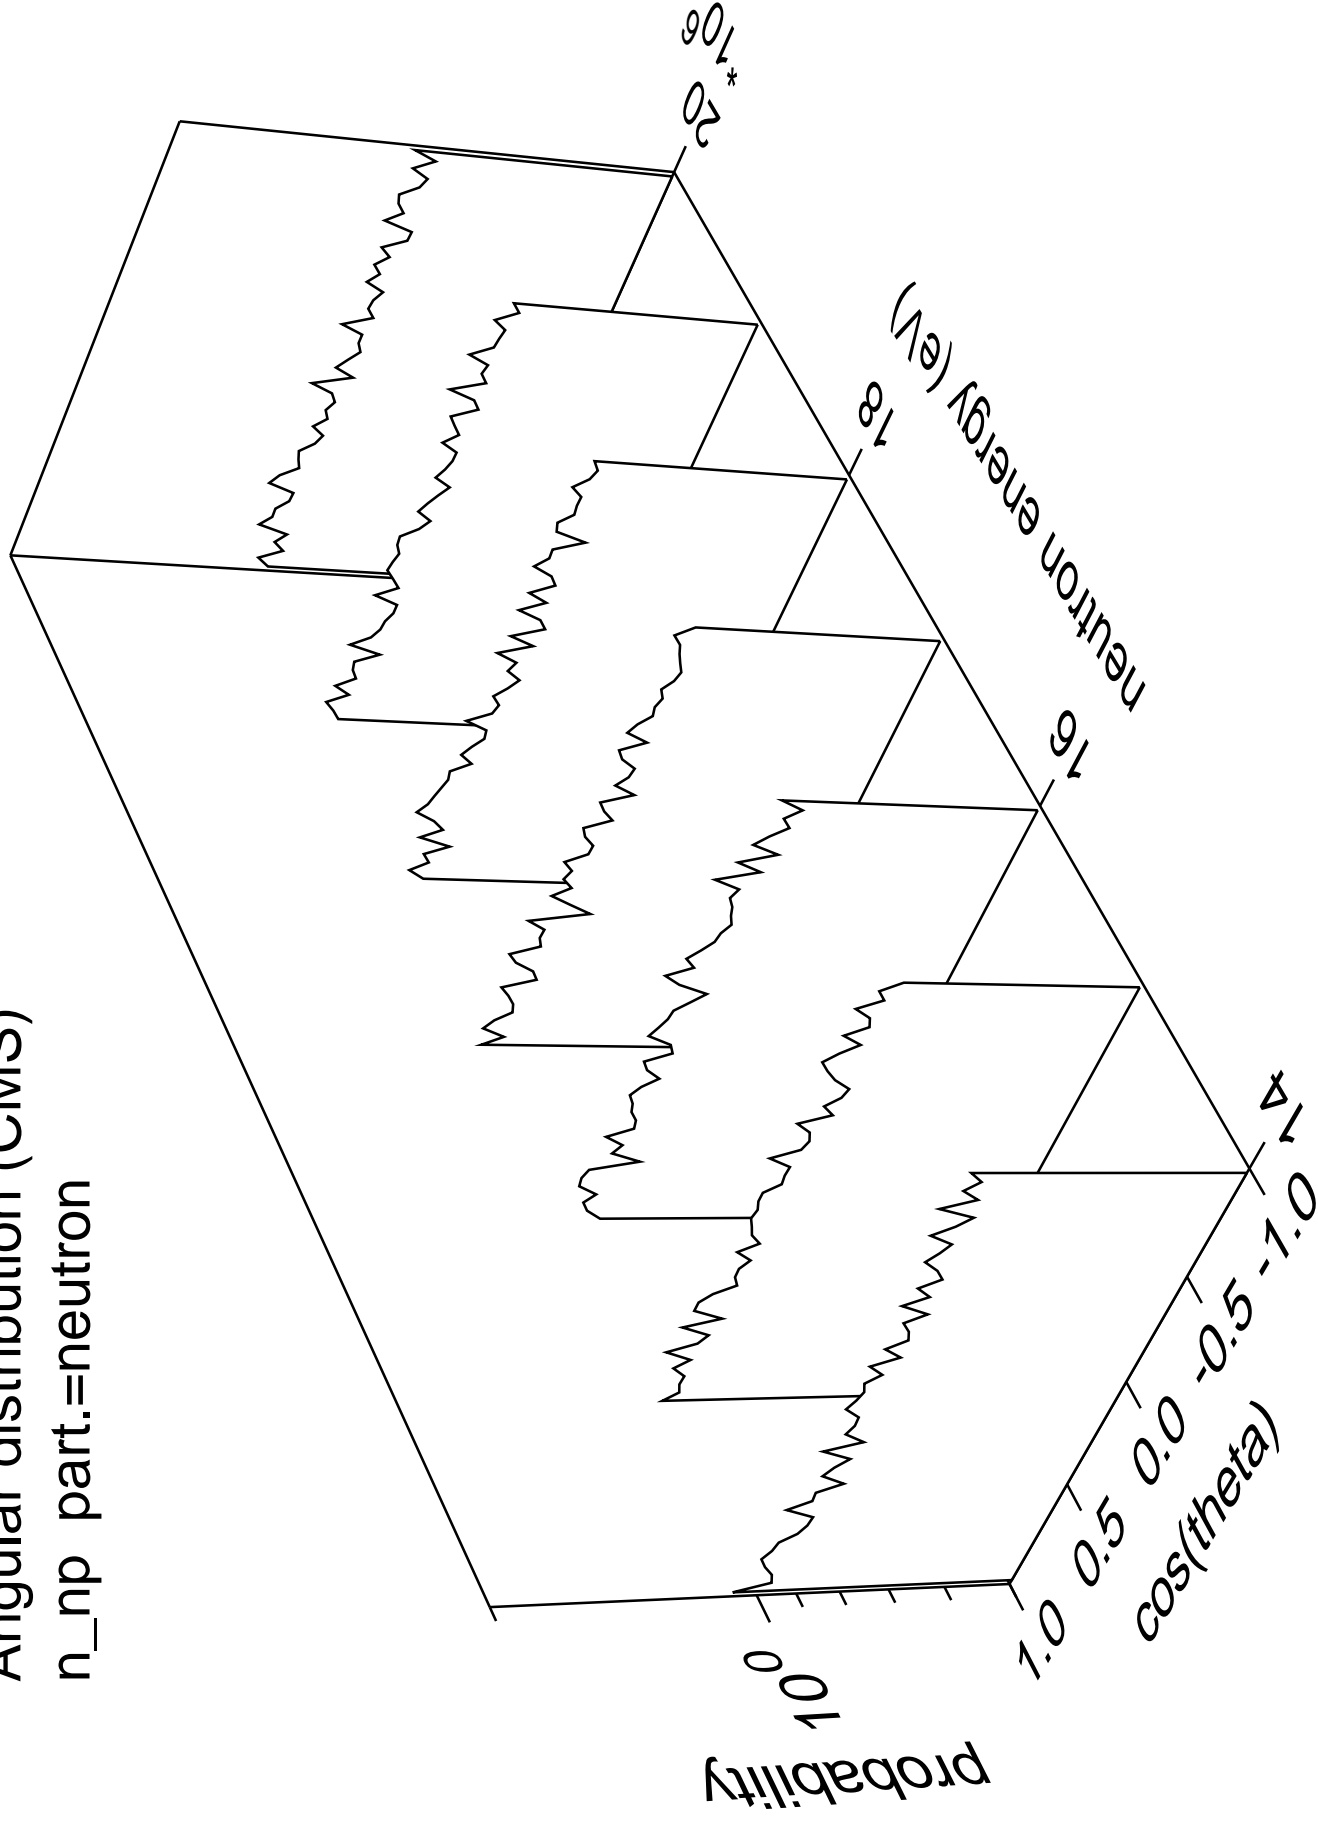 Angular distribution (CMS)
n_np part.=neutron
probability
10 0
1.0
0.5
0.0
-0.5
-1.0
cos(theta)
14
16
18
20
* 10 6
neutron energy (eV)